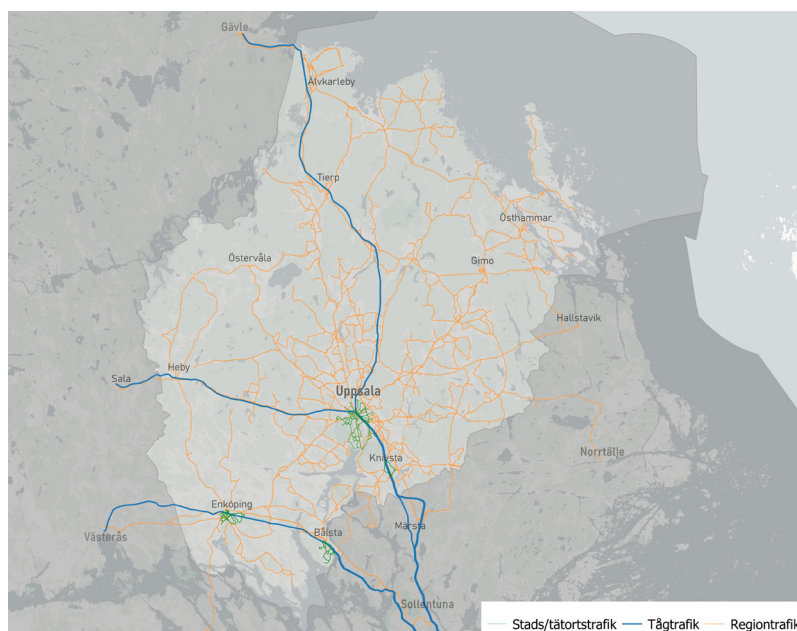 Gävle
Älvkarleby
Tierp
Östhammar
Östervåla
Gimo
Hallstavik
Heby
Sala
Uppsala
Norrtälje
Knivsta
Enköping
Märsta
Västerås
Bålsta
Sollentuna
Stads/tätortstrafik Tågtrafik Regiontrafik